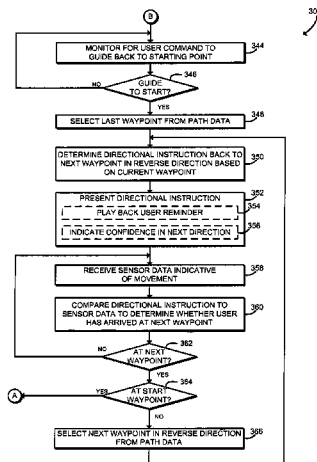 B
30
MONITOR FOR USER COMMAND TO
GUIDE BACK TO STARTING POINT
344
346
GUIDE
TO START?
NO
YES
SELECT LAST WAYPOINT FROM PATH DATA
348
DETERMINE DIRECTIONAL INSTRUCTION BACK TO
NEXT WAYPOINT IN REVERSE DIRECTION BASED
ON CURRENT WAYPOINT
350
PRESENT DIRECTIONAL INSTRUCTION
352
PLAY BACK USER REMINDER
354
INDICATE CONFIDENCE IN NEXT DIRECTION
356
RECEIVE SENSOR DATA INDICATIVE
OF MOVEMENT
358
COMPARE DIRECTIONAL INSTRUCTION TO
SENSOR DATA TO DETERMINE WHETHER USER
HAS ARRIVED AT NEXT WAYPOINT
360
362
NO
AT NEXT
WAYPOINT?
YES
364
A
YES
AT START
WAYPOINT?
NO
SELECT NEXT WAYPOINT IN REVERSE DIRECTION
FROM PATH DATA
366